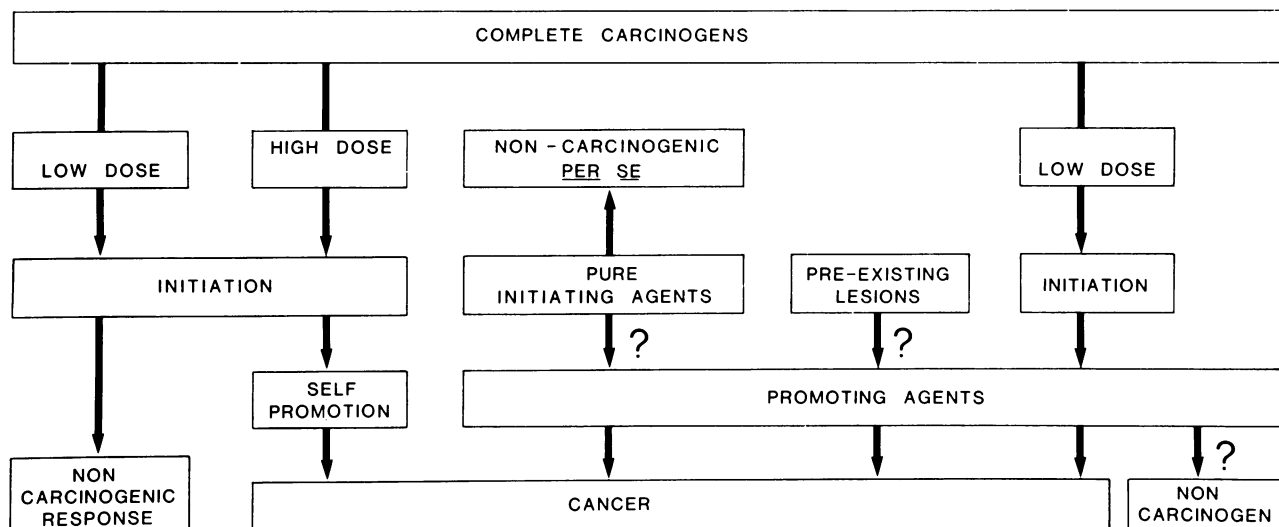 COMPLETE CARCINOGENS
LOW DOSE
HIGH DOSE
NON - CARCINOGENIC
PER SE
LOW DOSE
INITIATION
PURE
INITIATING AGENTS
PRE-EXISTING
LESIONS
INITIATION
?
?
SELF
PROMOTION
PROMOTING AGENTS
?
NON
CARCINOGENIC
RESPONSE
CANCER
NON
CARCINOGEN